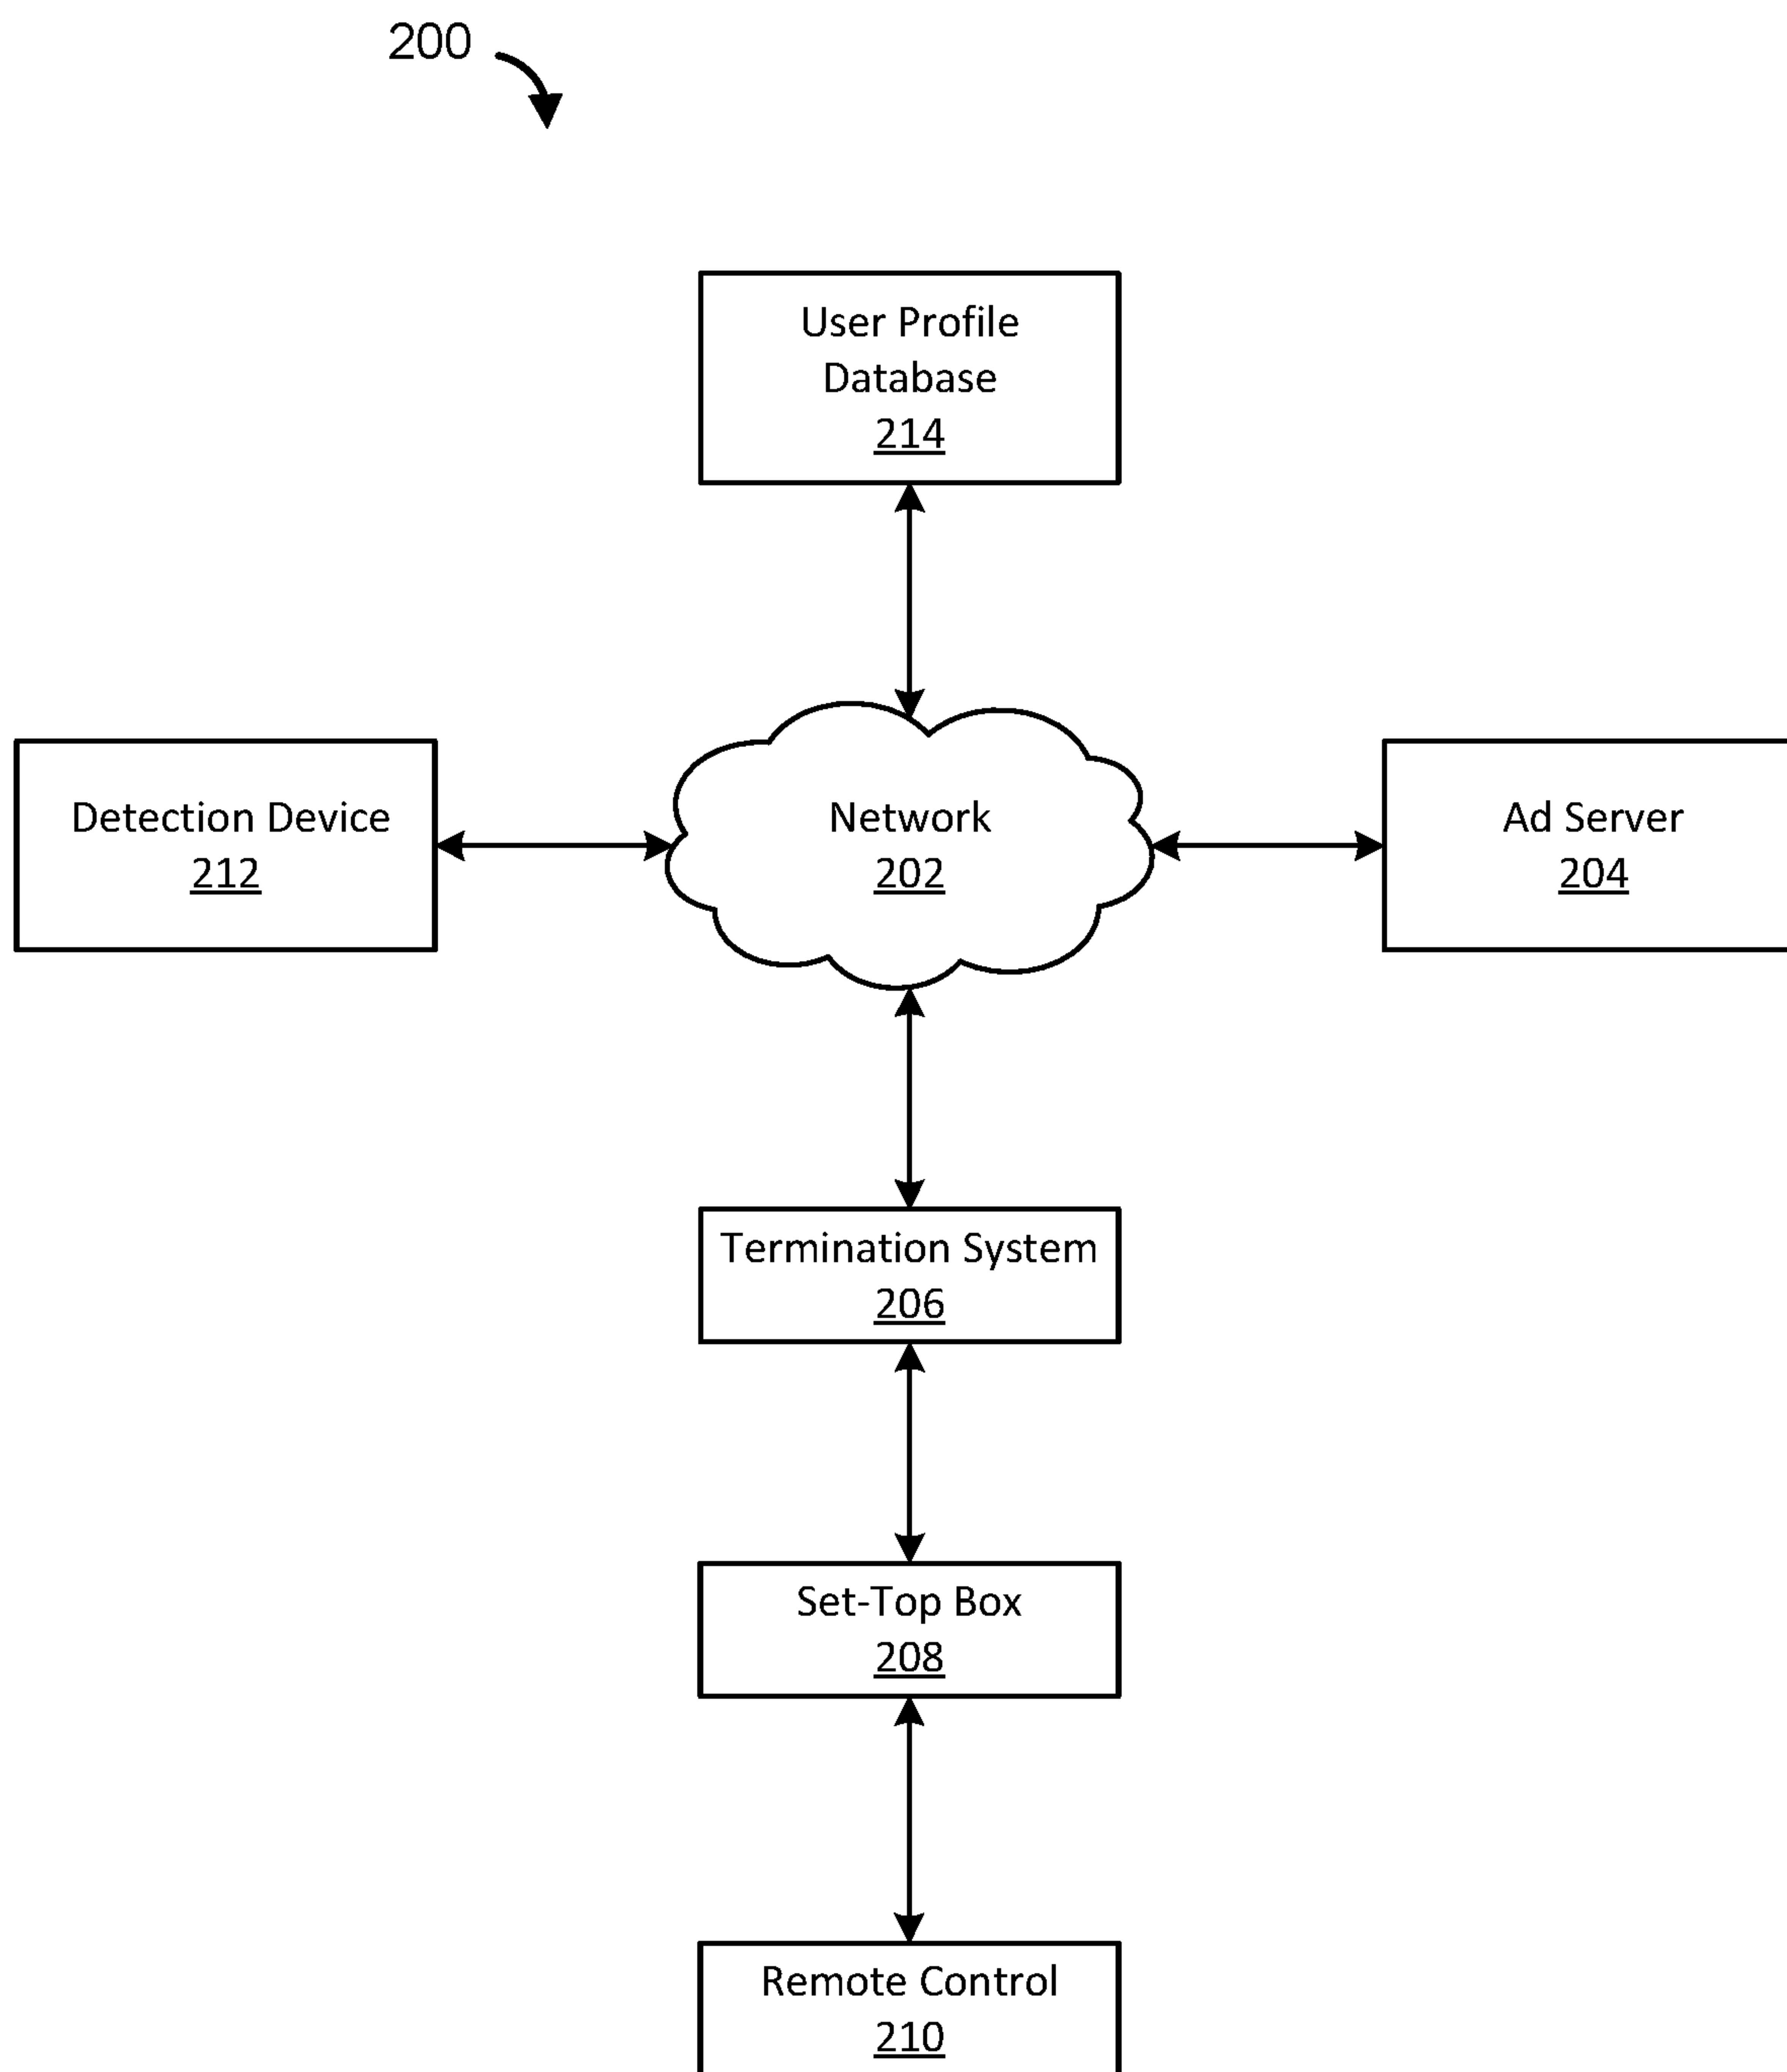 200
User Profile
Database
214
Detection Device
212
Network
202
Ad Server
204
Termination System
206
Set-Top Box
208
Remote Control
210